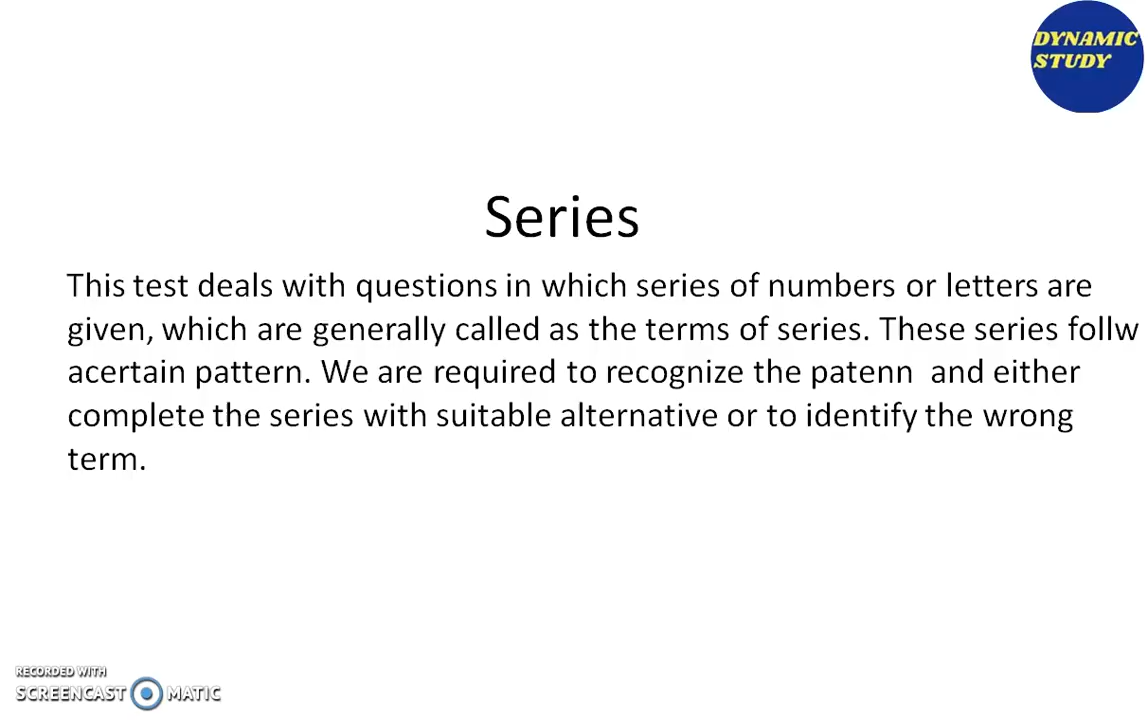 DYNAMIC
STUDY
Series
This test deals with questions in which series of numbers or letters are
given, which are generally called as the terms of series. These series follw
acertain pattern. We are required to recognize the patenn  and either
complete the series with suitable alternative or to identify the wrong
term.
RECORDED WITH
SCREENCAST MATIC